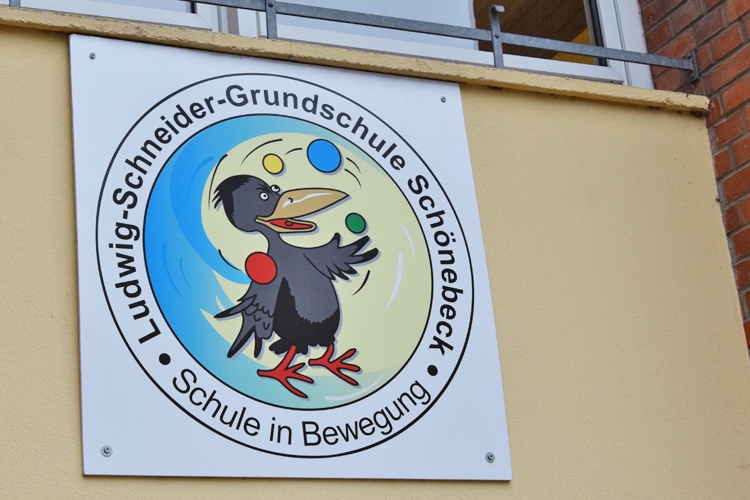 Ludwig-Schneider-Grundschule Schönebeck
• Schule in Bewegung •